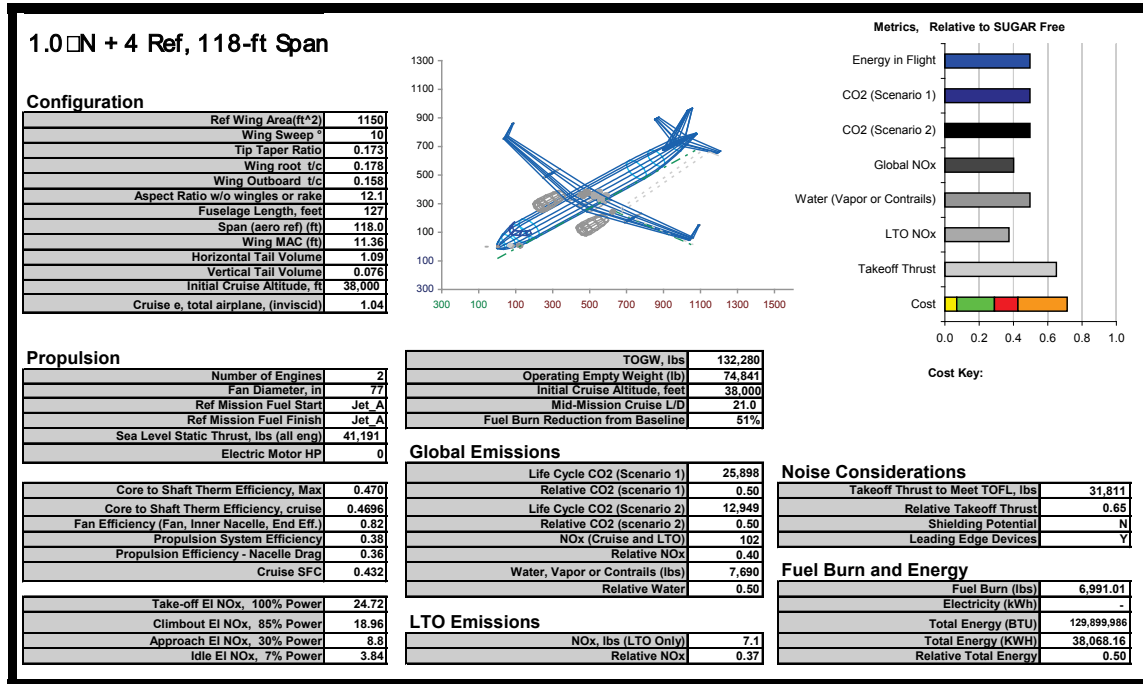 1.0 □N + 4 Ref, 118-ft Span
Configuration
Ref Wing Area(ft^2) 1150
Wing Sweep ° 10
Tip Taper Ratio 0.173
Wing root t/c 0.178
Wing Outboard t/c 0.158
Aspect Ratio w/o wingles or rake 12.1
Fuselage Length, feet 127
Span (aero ref) (ft) 118.0
Wing MAC (ft) 11.36
Horizontal Tail Volume 1.09
Vertical Tail Volume 0.076
Initial Cruise Altitude, ft 38,000
Cruise e, total airplane, (inviscid) 1.04
1300
1100
900
700
500
300
100
100
300
300 100 100 300 500 700 900 1100 1300 1500
Metrics, Relative to SUGAR Free
Energy in Flight
CO2 (Scenario 1)
CO2 (Scenario 2)
Global NOx
Water (Vapor or Contrails)
LTO NOx
Takeoff Thrust
Cost
0.0 0.2 0.4 0.6 0.8 1.0
Cost Key:
Propulsion
Number of Engines 2
Fan Diameter, in 77
Ref Mission Fuel Start Jet_A
Ref Mission Fuel Finish Jet_A
Sea Level Static Thrust, lbs (all eng) 41,191
Electric Motor HP 0
Core to Shaft Therm Efficiency, Max 0.470
Core to Shaft Therm Efficiency, cruise 0.4696
Fan Efficiency (Fan, Inner Nacelle, End Eff.) 0.82
Propulsion System Efficiency 0.38
Propulsion Efficiency - Nacelle Drag 0.36
Cruise SFC 0.432
Take-off EI NOx, 100% Power 24.72
Climbout EI NOx, 85% Power 18.96
Approach EI NOx, 30% Power 8.8
Idle EI NOx, 7% Power 3.84
TOGW, lbs 132,280
Operating Empty Weight (lb) 74,841
Initial Cruise Altitude, feet 38,000
Mid-Mission Cruise L/D 21.0
Fuel Burn Reduction from Baseline 51%
Global Emissions
Life Cycle CO2 (Scenario 1) 25,898
Relative CO2 (scenario 1) 0.50
Life Cycle CO2 (Scenario 2) 12,949
Relative CO2 (scenario 2) 0.50
NOx (Cruise and LTO) 102
Relative NOx 0.40
Water, Vapor or Contrails (lbs) 7,690
Relative Water 0.50
LTO Emissions
NOx, lbs (LTO Only) 7.1
Relative NOx 0.37
Noise Considerations
Takeoff Thrust to Meet TOFL, lbs 31,811
Relative Takeoff Thrust 0.65
Shielding Potential N
Leading Edge Devices Y
Fuel Burn and Energy
Fuel Burn (lbs) 6,991.01
Electricity (kWh) -
Total Energy (BTU) 129,899,986
Total Energy (KWH) 38,068.16
Relative Total Energy 0.50